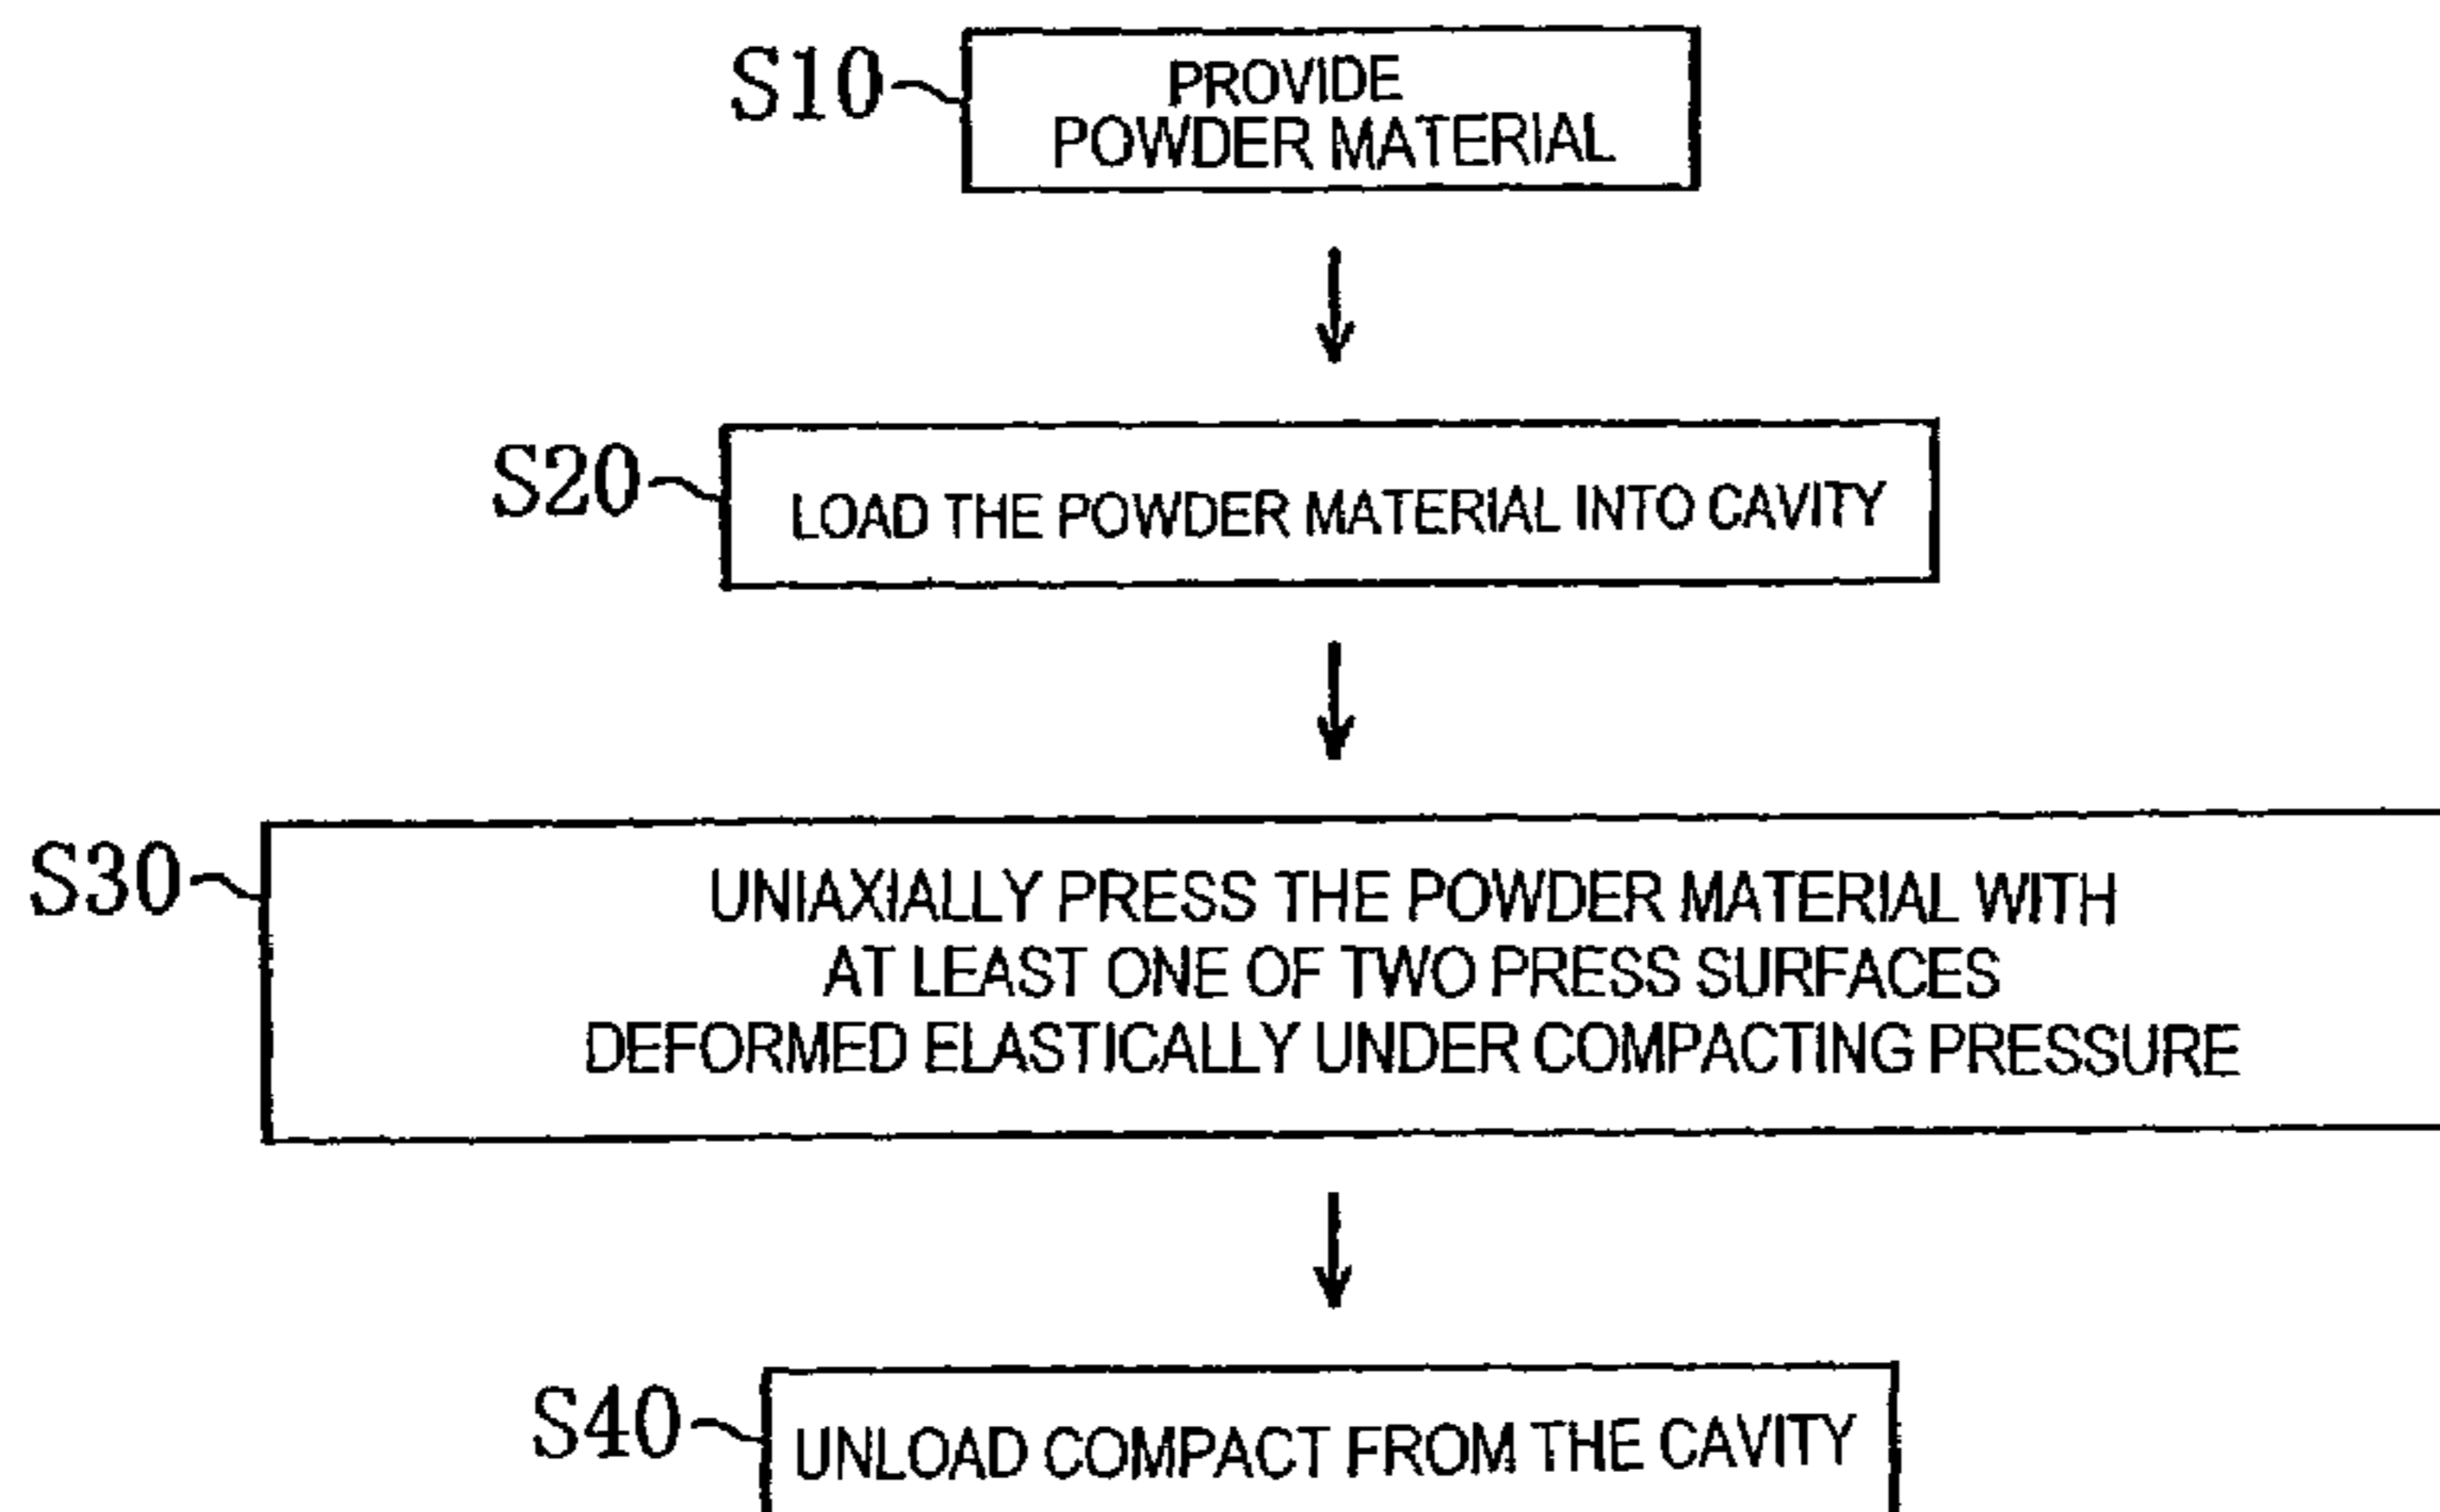 S10
PROVIDE
POWDER MATERIAL
S20
LOAD THE POWDER MATERIAL INTO CAVITY
S30
UNIAXIALLY PRESS THE POWDER MATERIAL WITH
AT LEAST ONE OF TWO PRESS SURFACES
DEFORMED ELASTICALLY UNDER COMPACTING PRESSURE
S40
UNLOAD COMPACT FROM THE CAVITY